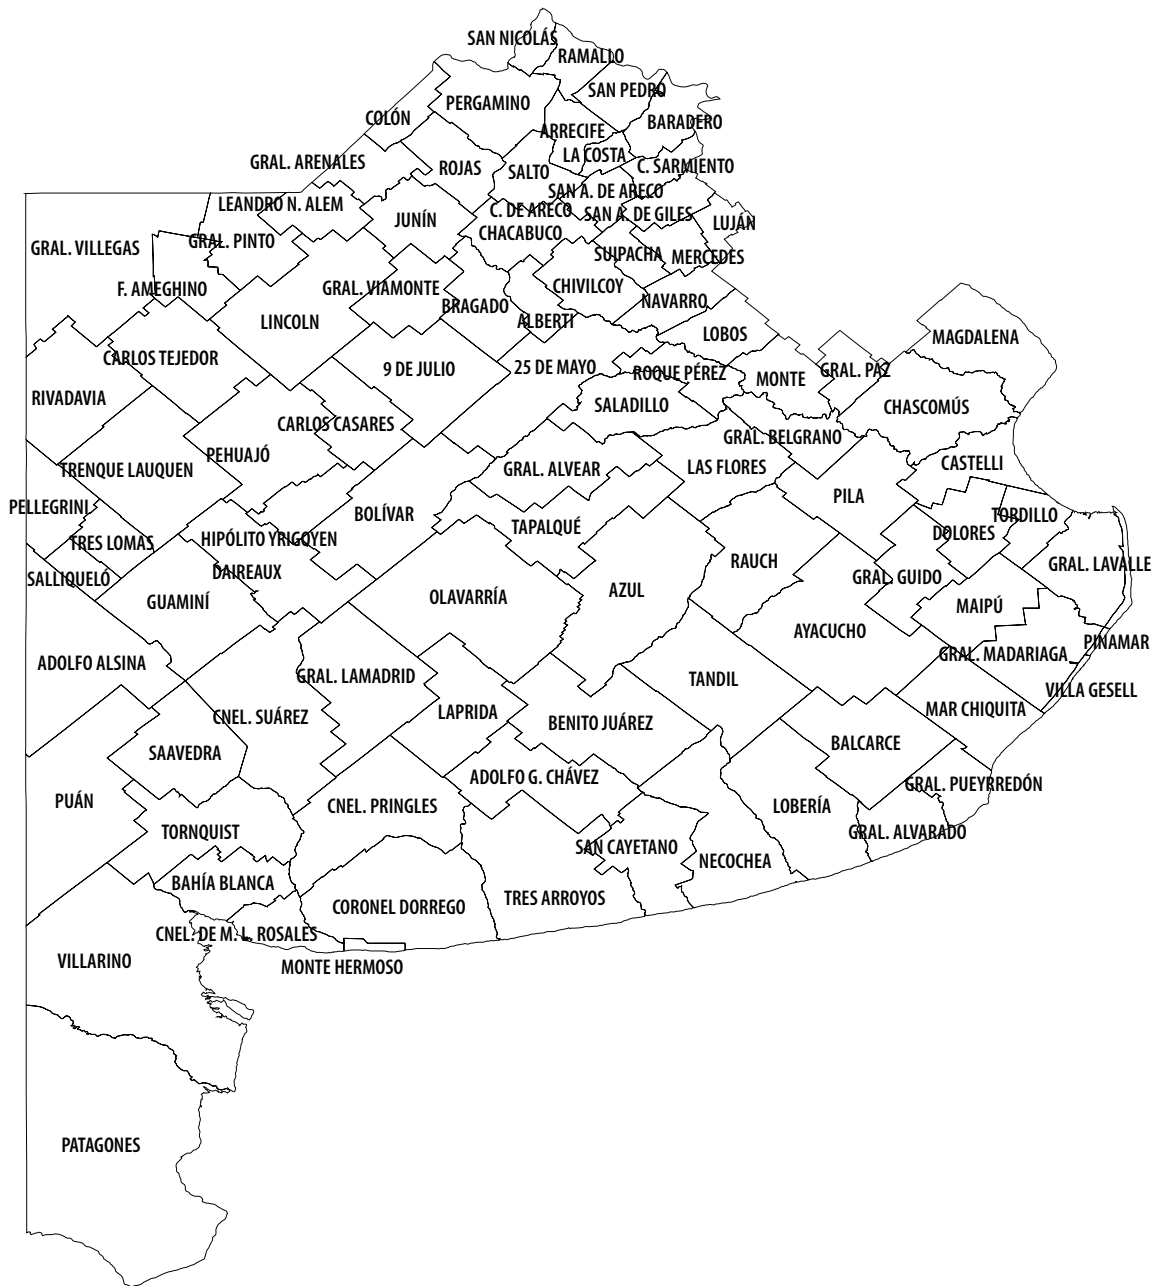 SAN NICOLÁS
RAMALLO
SAN PEDRO
PERGAMINO
COLÓN
BARADERO
ARRECIFE
LA COSTA
GRAL. ARENALES
ROJAS
SALTO
C. SARMIENTO
SAN A. DE ARECO
LEANDRO N. ALEM
JUNÍN
C. DE ARECO
SAN A. DE GILES
LUJÁN
CHACABUCO
GRAL. VILLEGAS
GRAL. PINTO
SUIPACHA
MERCEDES
F. AMEGHINO
GRAL. VIAMONTE
CHIVILCOY
BRAGADO
NAVARRO
LINCOLN
ALBERTI
LOBOS
MAGDALENA
CARLOS TEJEDOR
9 DE JULIO
25 DE MAYO
ROQUE PÉREZ
MONTE
GRAL. PAZ
RIVADAVIA
SALADILLO
CHASCOMÚS
CARLOS CASARES
GRAL. BELGRANO
PEHUAJÓ
TRENQUE LAUQUEN
GRAL. ALVEAR
LAS FLORES
CASTELLI
PILA
PELLEGRINI
BOLÍVAR
TORDILLO
TAPALQUÉ
DOLORES
TRES LOMAS
HIPÓLITO YRIGOYEN
RAUCH
GRAL. LAVALLE
SALLIQUELÓ
DAIREAUX
GRAL. GUIDO
GUAMINÍ
OLAVARRÍA
AZUL
MAIPÚ
AYACUCHO
PINAMAR
ADOLFO ALSINA
GRAL. MADARIAGA
GRAL. LAMADRID
TANDIL
VILLA GESELL
CNEL. SUÁREZ
LAPRIDA
BENITO JUÁREZ
MAR CHIQUITA
SAAVEDRA
BALCARCE
ADOLFO G. CHÁVEZ
GRAL. PUEYRREDÓN
PUÁN
CNEL. PRINGLES
LOBERÍA
TORNQUIST
GRAL. ALVARADO
SAN CAYETANO
NECOCHEA
BAHÍA BLANCA
TRES ARROYOS
CORONEL DORREGO
CNEL. DE M. L. ROSALES
VILLARINO
MONTE HERMOSO
PATAGONES